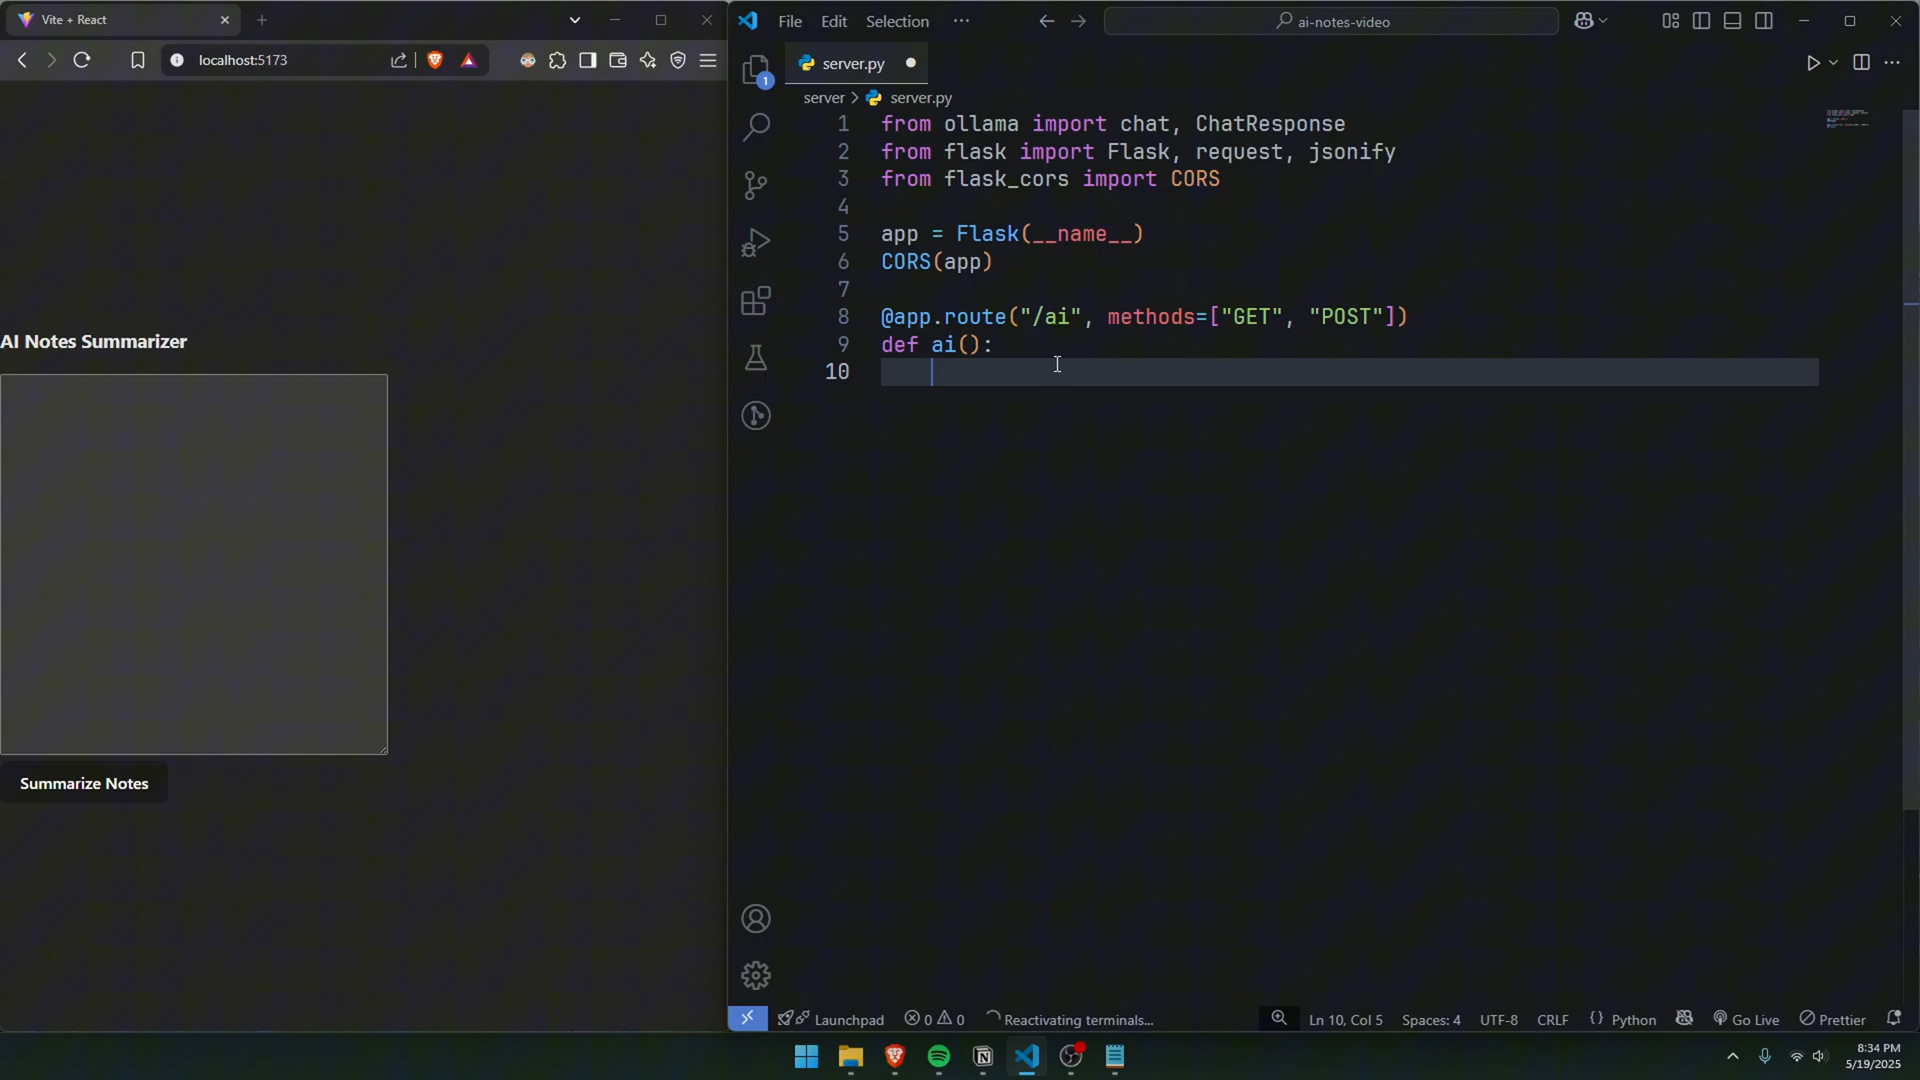 Vite + React
localhost:5173
AI Notes Summarizer
Summarize Notes
File Edit Selection ···
ai-notes-video
1
server.py
server > server.py
1 from ollama import chat, ChatResponse
2 from flask import Flask, request, jsonify
3 from flask_cors import CORS
4
5 app = Flask(__name__)
6 CORS(app)
7
8 @app.route("/ai", methods=["GET", "POST"])
9 def ai():
10
Launchpad 0 0 Reactivating terminals... Ln 10, Col 5 Spaces: 4 UTF-8 CRLF {} Python Go Live Prettier
8:34 PM
5/19/2025